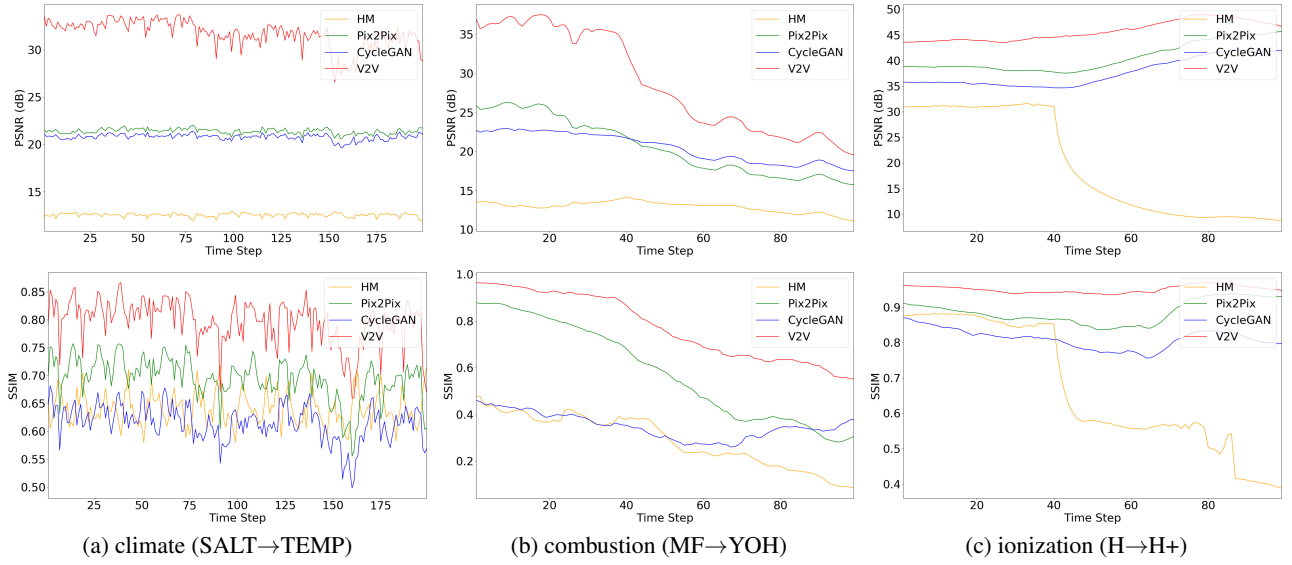 HM
Pix2Pix
CycleGAN
V2V
PSNR (dB)
30
25
20
15
25 50 75 100 125 150 175
Time Step
HM
Pix2Pix
CycleGAN
V2V
PSNR (dB)
35
30
25
20
15
10
20 40 60 80
Time Step
HM
Pix2Pix
CycleGAN
V2V
PSNR (dB)
50
45
40
35
30
25
20
15
10
20 40 60 80
Time Step
HM
Pix2Pix
CycleGAN
V2V
SSIM
0.85
0.80
0.75
0.70
0.65
0.60
0.55
0.50
25 50 75 100 125 150 175
Time Step
HM
Pix2Pix
CycleGAN
V2V
SSIM
1.0
0.8
0.6
0.4
0.2
20 40 60 80
Time Step
HM
Pix2Pix
CycleGAN
V2V
SSIM
0.9
0.8
0.7
0.6
0.5
0.4
20 40 60 80
Time Step
(a) climate (SALT→TEMP)
(b) combustion (MF→YOH)
(c) ionization (H→H+)